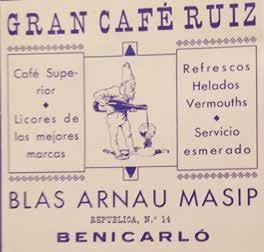 GRAN CAFÉ RUIZ
Café Supe-
rior
Licores de
las mejores
marcas
Refrescos
Helados
Vermouths
Servicio
esmerado
BLAS ARNAU MASIP
REPUBLICA, N.º 14
BENICARLÓ